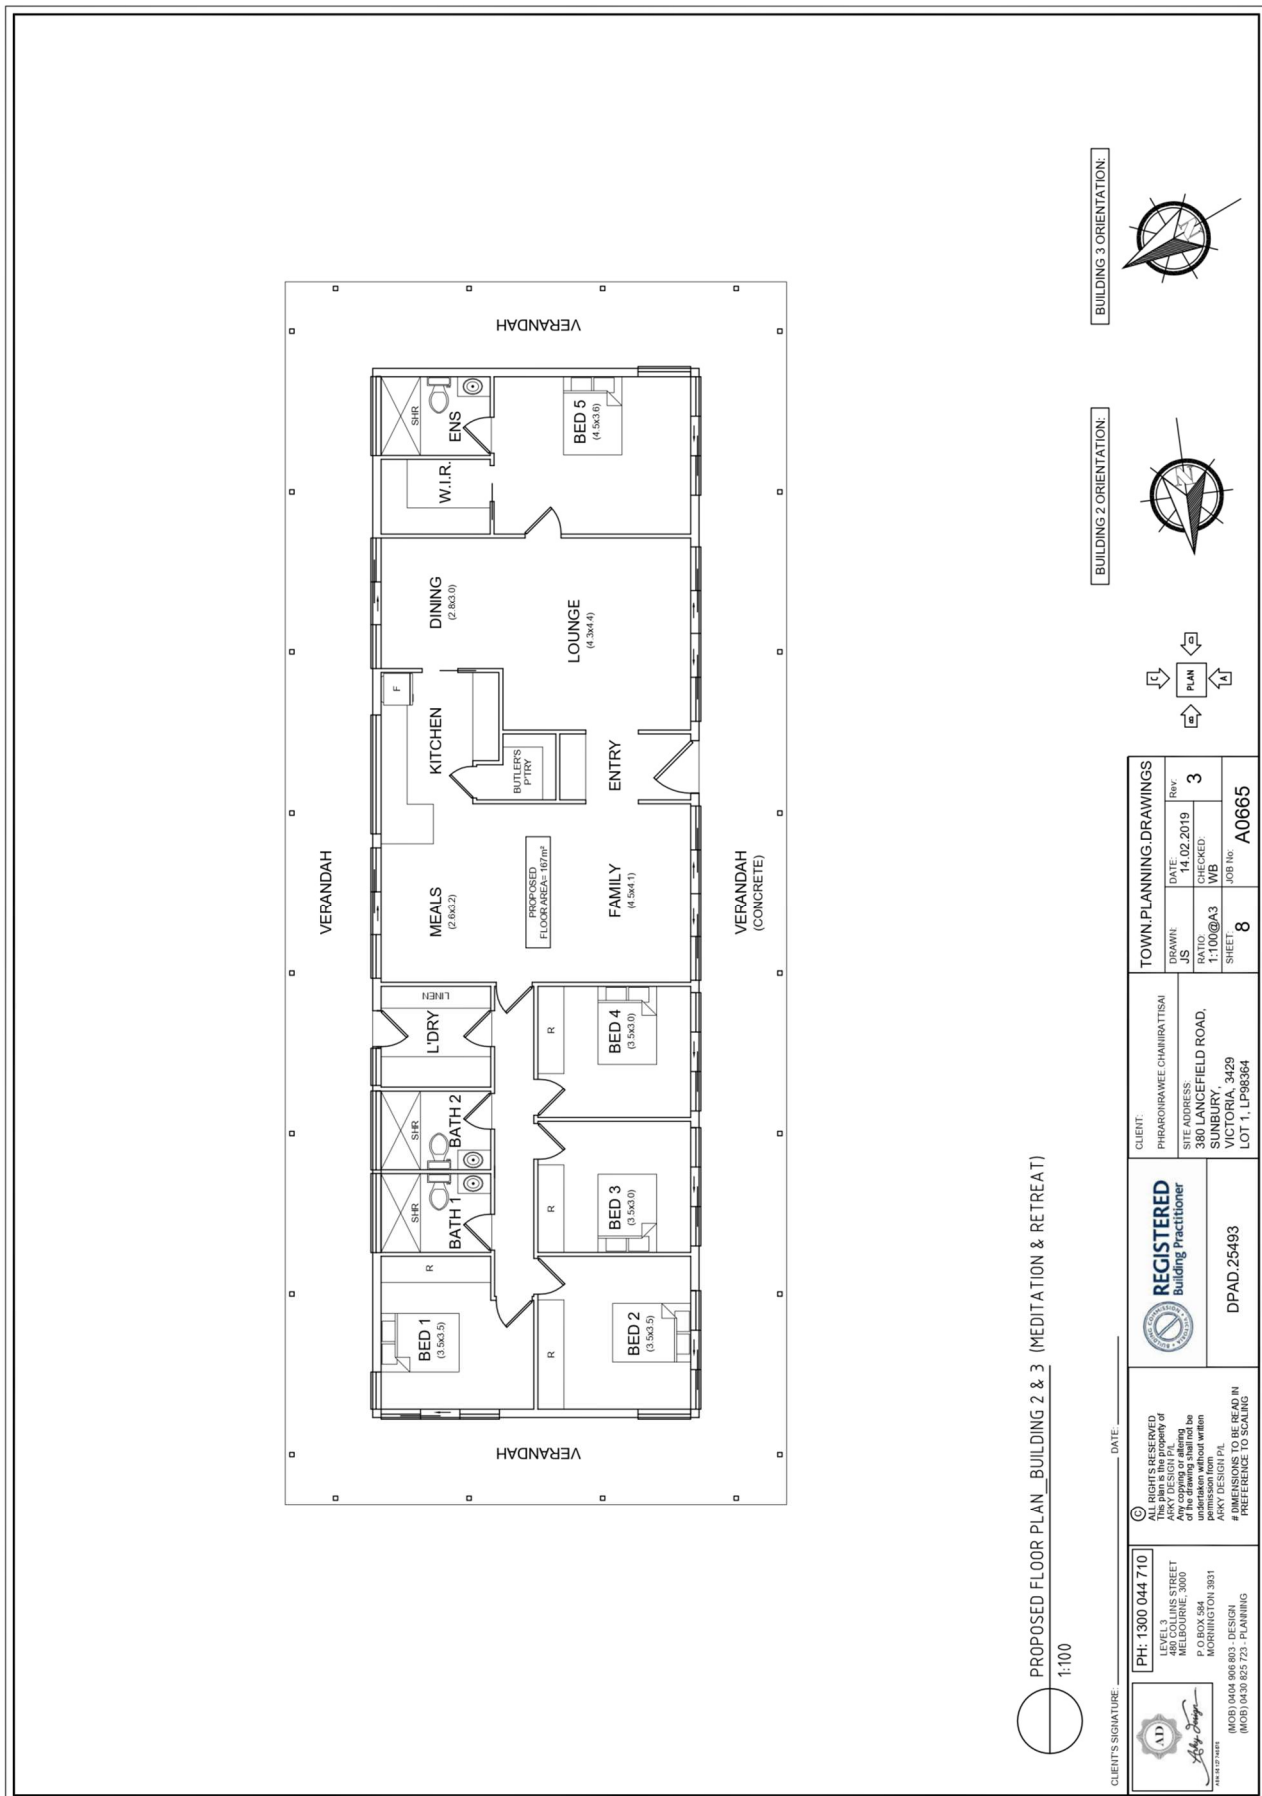 VERANDAH
VERANDAH
VERANDAH
VERANDAH
(CONCRETE)
BED 1
(3.5x3.5)
R
SHR
BATH 1
SHR
BATH 2
L'DRY
LINEN
MEALS
(2.6x3.2)
KITCHEN
F
DINING
(2.8x3.0)
W.I.R.
SHR
ENS
BUTLER'S
P'TRY
PROPOSED
FLOOR AREA= 167m²
BED 2
(3.5x3.5)
R
BED 3
(3.5x3.0)
R
BED 4
(3.5x3.0)
R
FAMILY
(4.5x4.1)
ENTRY
LOUNGE
(4.3x4.4)
BED 5
(4.5x3.6)
PROPOSED FLOOR PLAN_BUILDING 2 & 3 (MEDITATION & RETREAT)
1:100
BUILDING 2 ORIENTATION:
N
BUILDING 3 ORIENTATION:
N
C
B
PLAN
D
A
CLIENT'S SIGNATURE:
DATE:
AD
Arky Design
PH: 1300 044 710
LEVEL 3
480 COLLINS STREET
MELBOURNE, 3000
P.O.BOX 584
MORNINGTON 3931
(MOB) 0404 906 803 - DESIGN
(MOB) 0430 825 723 - PLANNING
©
ALL RIGHTS RESERVED
This plan is the property of
ARKY DESIGN P/L.
Any copying or altering
of the drawing shall not be
undertaken without written
permission from
ARKY DESIGN P/L
# DIMENSIONS TO BE READ IN
PREFERENCE TO SCALING
BUILDING COMMISSION • VICTORIA •
REGISTERED
Building Practitioner
DPAD.25493
CLIENT:
PHRARONRAWEE.CHAINIRATTISAI
SITE ADDRESS:
380 LANCEFIELD ROAD,
SUNBURY,
VICTORIA, 3429
LOT 1, LP98364
TOWN.PLANNING.DRAWINGS
DRAWN:
JS
DATE:
14.02.2019
Rev:
3
RATIO:
1:100@A3
CHECKED:
WB
SHEET:
8
JOB No:
A0665